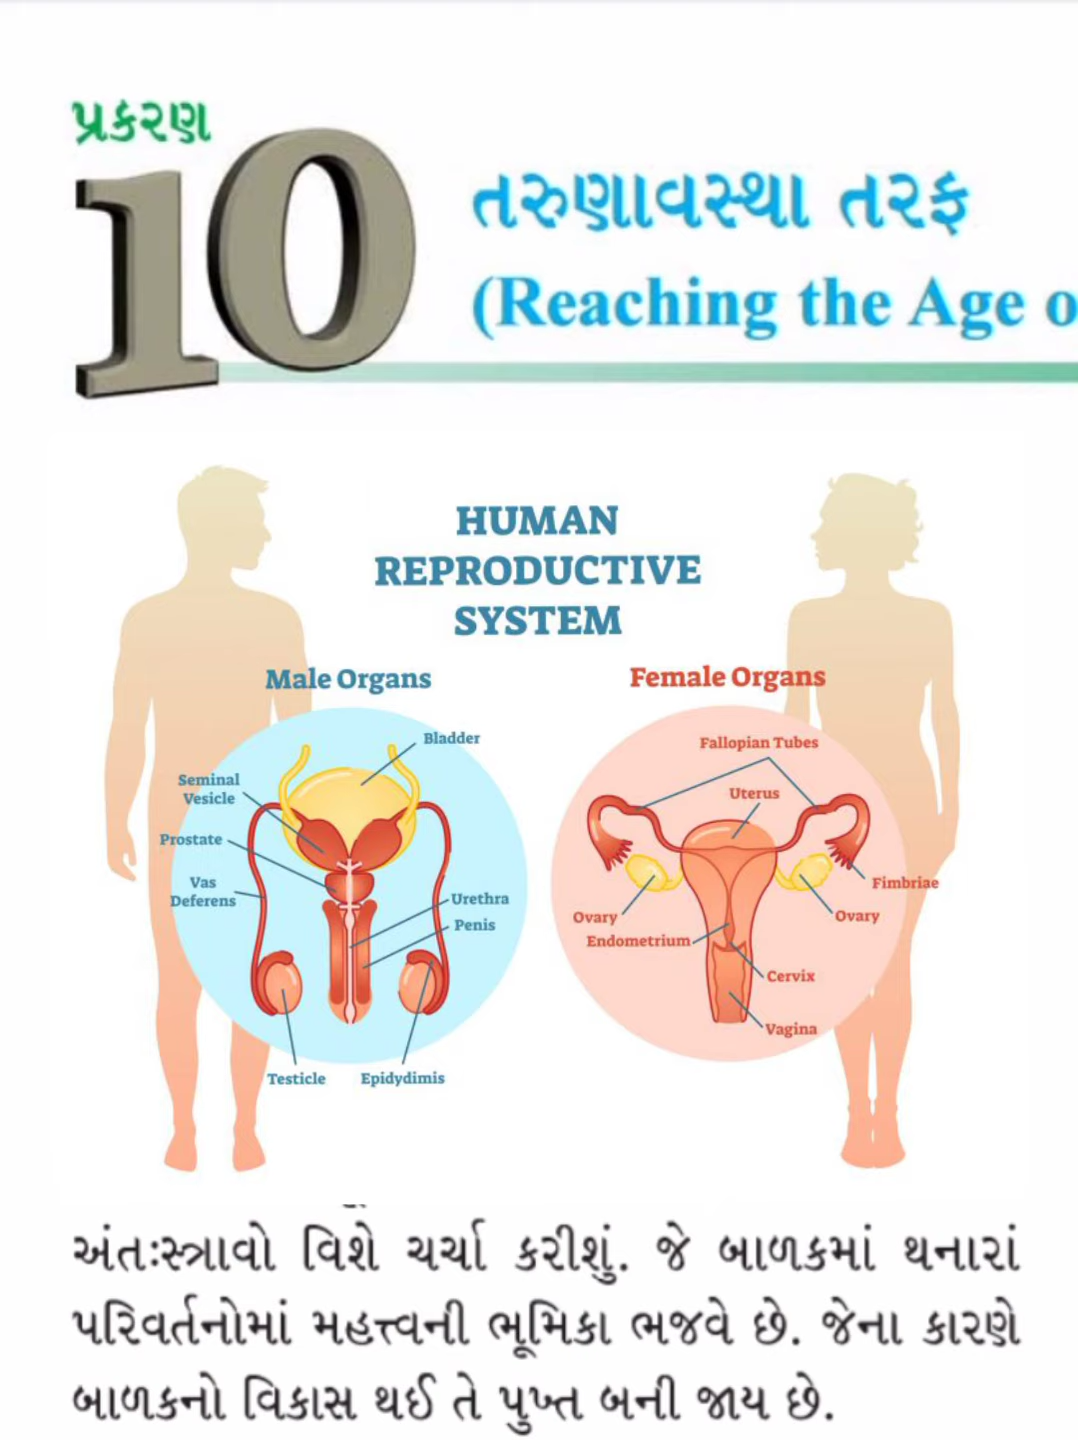 પ્રકરણ
10
તરુણાવસ્થા તરફ
(Reaching the Age o
HUMAN
REPRODUCTIVE
SYSTEM
Male Organs
Female Organs
Bladder
Seminal
Vesicle
Prostate
Vas
Deferens
Urethra
Penis
Testicle
Epidydimis
Fallopian Tubes
Uterus
Fimbriae
Ovary
Ovary
Endometrium
Cervix
Vagina
અંતઃસ્ત્રાવો વિશે ચર્ચા કરીશું. જે બાળકમાં થનારાં
પરિવર્તનોમાં મહત્ત્વની ભૂમિકા ભજવે છે. જેના કારણે
બાળકનો વિકાસ થઈ તે પુખ્ત બની જાય છે.